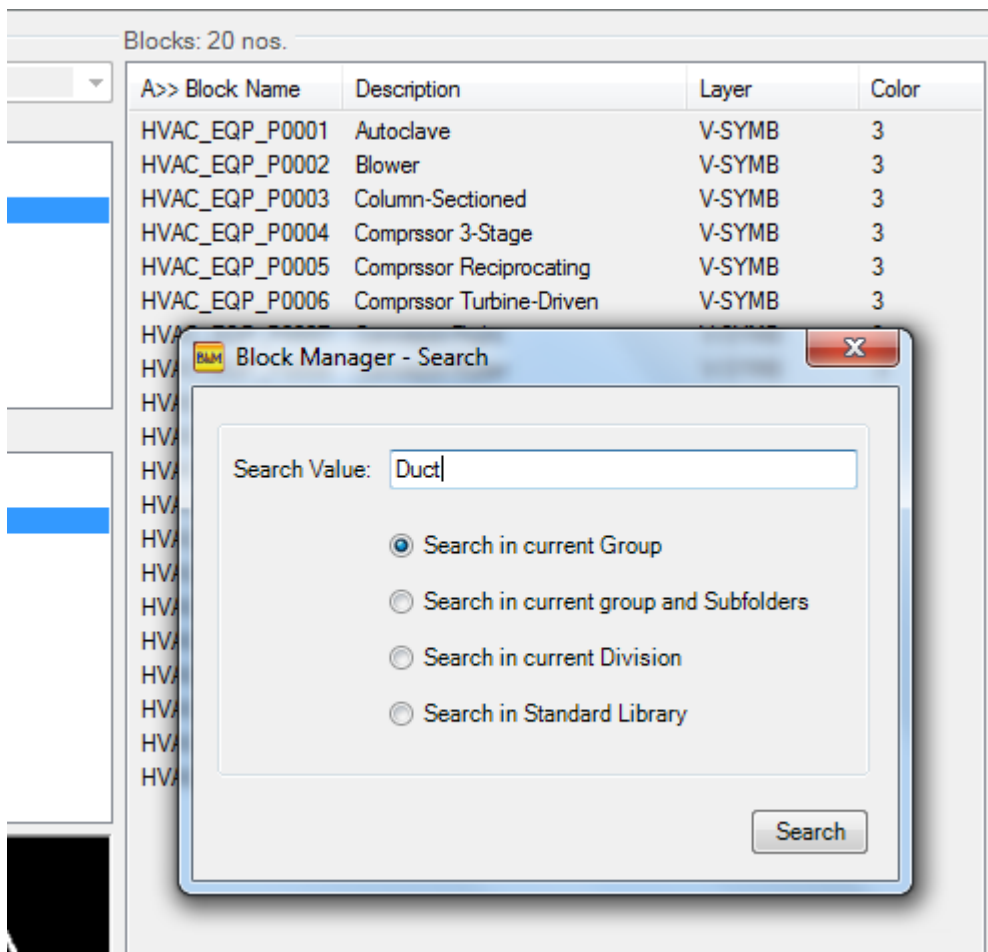 Blocks: 20 nos.
A>> Block Name Description Layer Color
HVAC_EQP_P0001 Autoclave V-SYMB 3
HVAC_EQP_P0002 Blower V-SYMB 3
HVAC_EQP_P0003 Column-Sectioned V-SYMB 3
HVAC_EQP_P0004 Comprssor 3-Stage V-SYMB 3
HVAC_EQP_P0005 Comprssor Reciprocating V-SYMB 3
HVAC_EQP_P0006 Comprssor Turbine-Driven V-SYMB 3
B&M Block Manager - Search X
Search Value: Duct
Search in current Group
Search in current group and Subfolders
Search in current Division
Search in Standard Library
Search